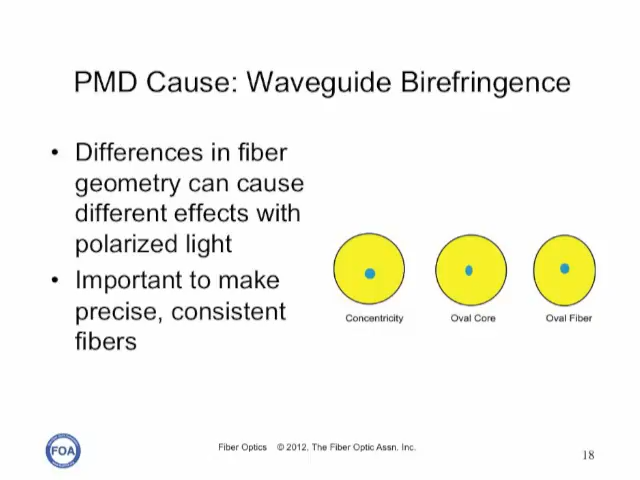 PMD Cause: Waveguide Birefringence
• Differences in fiber
geometry can cause
different effects with
polarized light
• Important to make
precise, consistent
fibers
Concentricity
Oval Core
Oval Fiber
FOA
Fiber Optics © 2012, The Fiber Optic Assn. Inc.
18